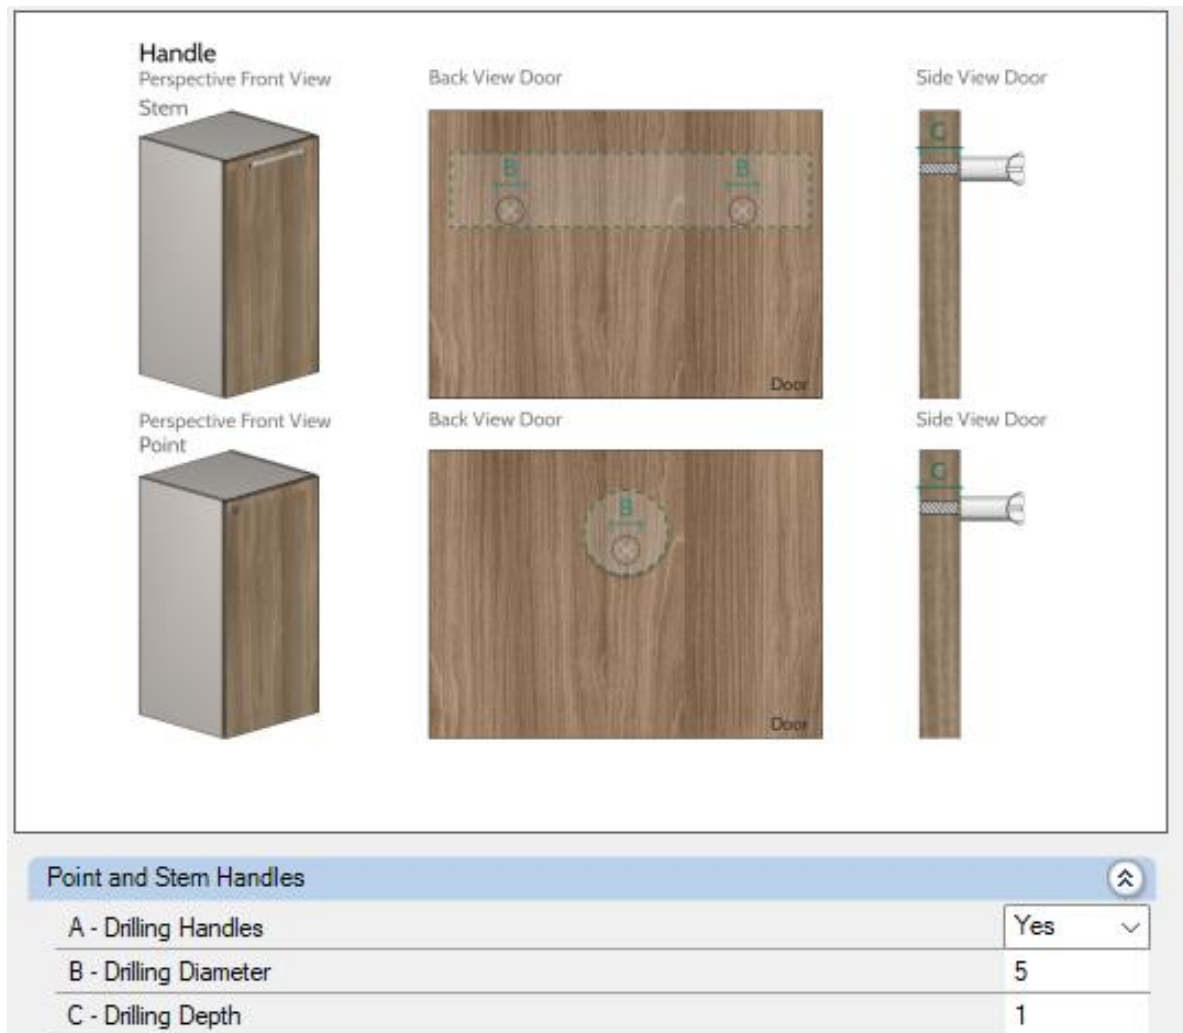 Handle
Perspective Front View
Stem
Back View Door
Side View Door
B
B
C
Door
Perspective Front View
Point
Back View Door
Side View Door
B
C
Door
Point and Stem Handles
A - Drilling Handles
Yes
B - Drilling Diameter
5
C - Drilling Depth
1